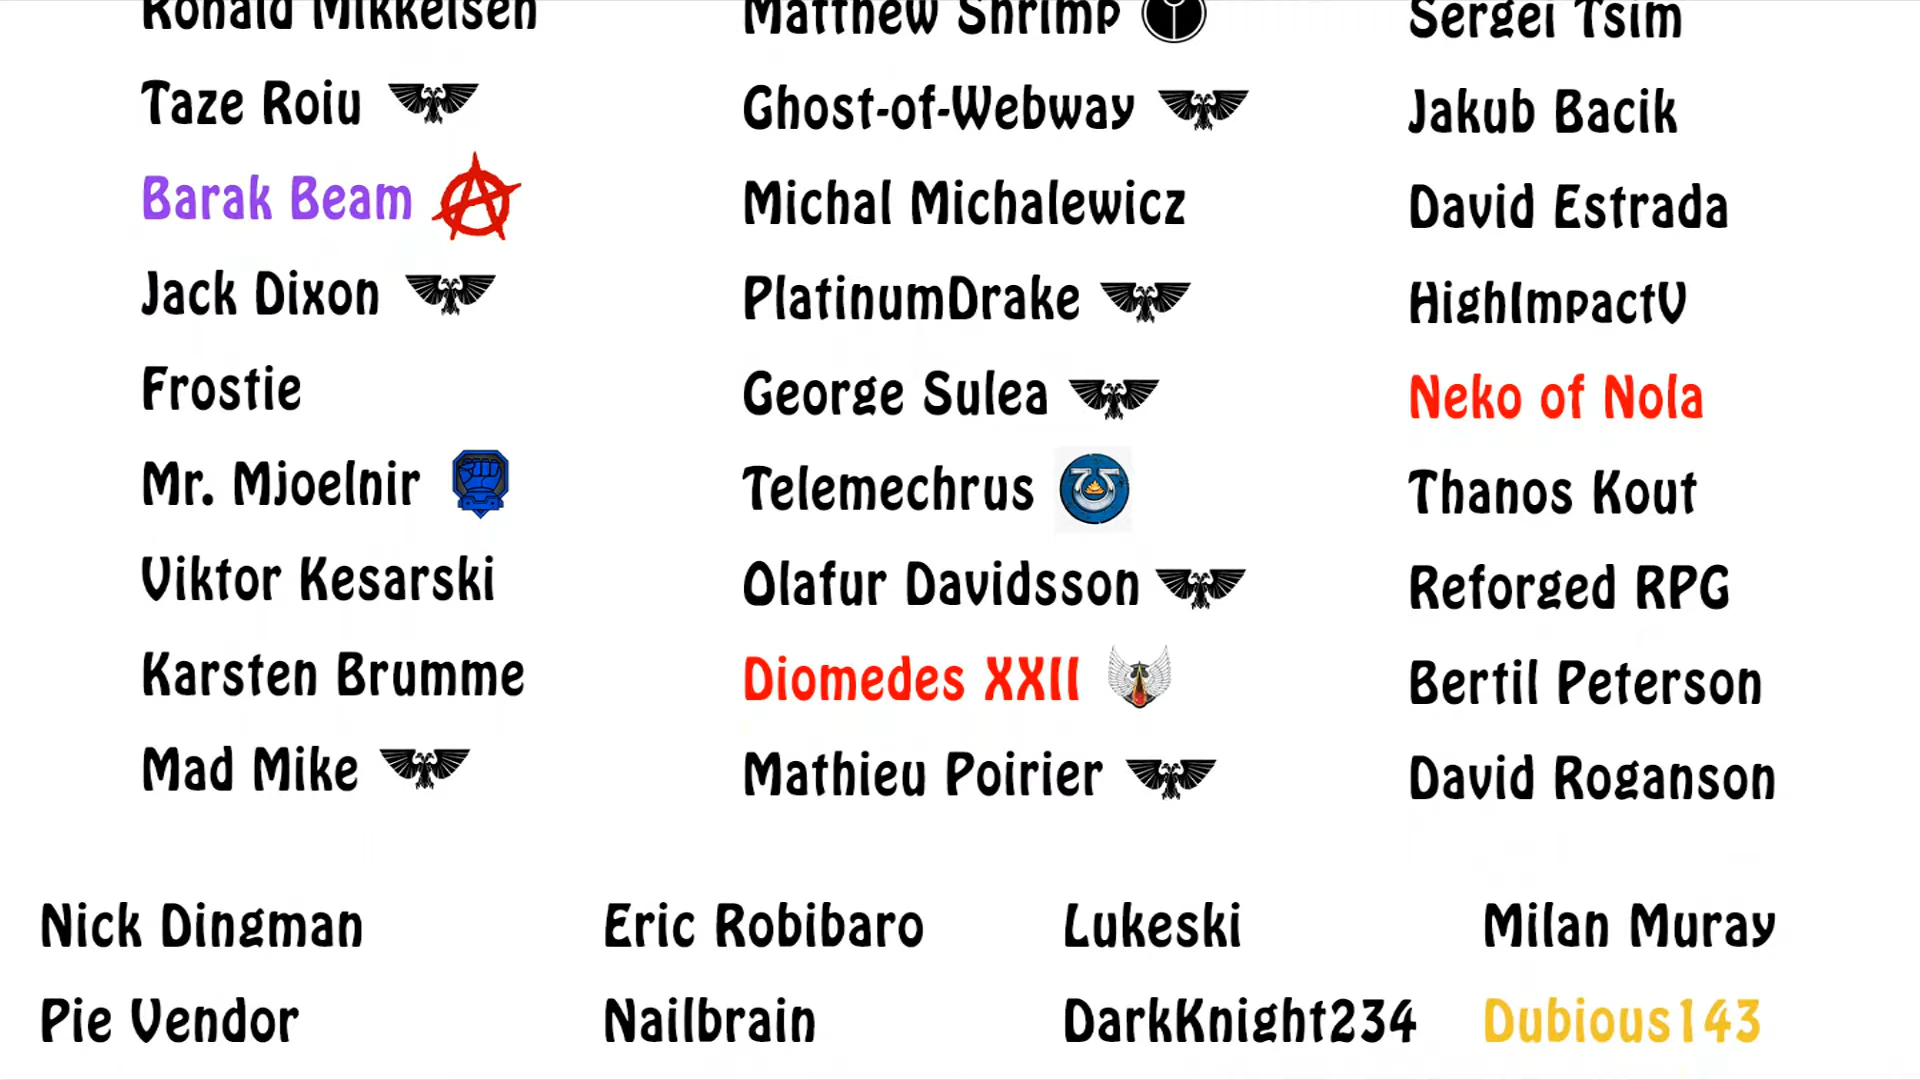 Ronald Mikkelsen
Matthew Shrimp
Sergei Tsim
Taze Roiu
Ghost-of-Webway
Jakub Bacik
Barak Beam
Michal Michalewicz
David Estrada
Jack Dixon
PlatinumDrake
HighImpactV
Frostie
George Sulea
Neko of Nola
Mr. Mjoelnir
Telemechrus
Thanos Kout
Viktor Kesarski
Olafur Davidsson
Reforged RPG
Karsten Brumme
Diomedes XXII
Bertil Peterson
Mad Mike
Mathieu Poirier
David Roganson
Nick Dingman
Eric Robibaro
Lukeski
Milan Muray
Pie Vendor
Nailbrain
DarkKnight234
Dubious143